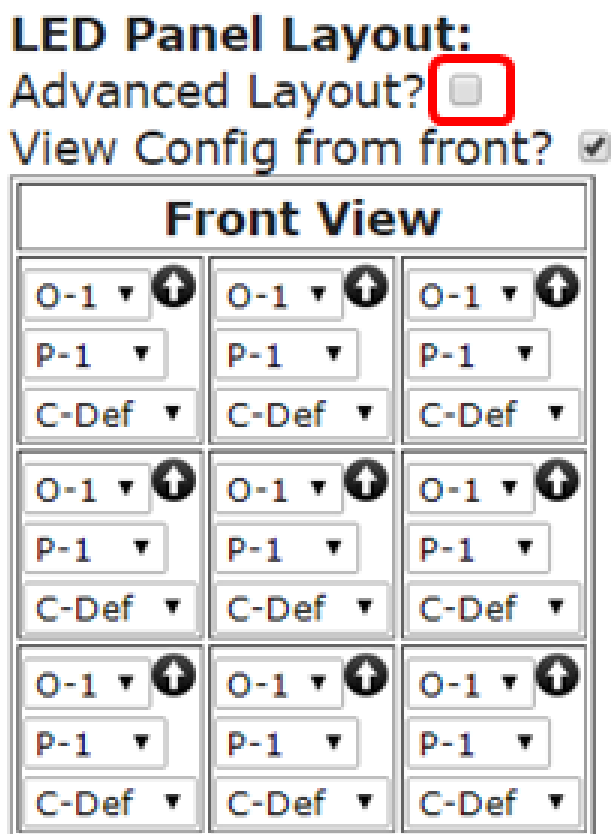 LED Panel Layout:
Advanced Layout?
View Config from front?
Front View
O-1 O-1 O-1
P-1 P-1 P-1
C-Def C-Def C-Def
O-1 O-1 O-1
P-1 P-1 P-1
C-Def C-Def C-Def
O-1 O-1 O-1
P-1 P-1 P-1
C-Def C-Def C-Def